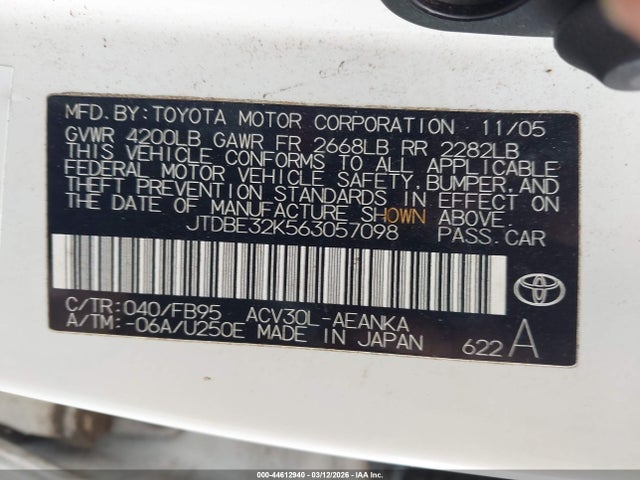 MFD. BY: TOYOTA MOTOR CORPORATION 11/05
GVWR 4200LB GAWR FR 2668LB RR 2282LB
THIS VEHICLE CONFORMS TO ALL APPLICABLE
FEDERAL MOTOR VEHICLE SAFETY, BUMPER, AND
THEFT PREVENTION STANDARDS IN EFFECT ON
THE DATE OF MANUFACTURE SHOWN ABOVE.
JTDBE32K563057098 PASS. CAR
C/TR: 040/FB95 ACV30L-AEANKA
A/TM: -06A/U250E MADE IN JAPAN 622 A
000-44612940 - 03/12/2026 - IAA Inc.